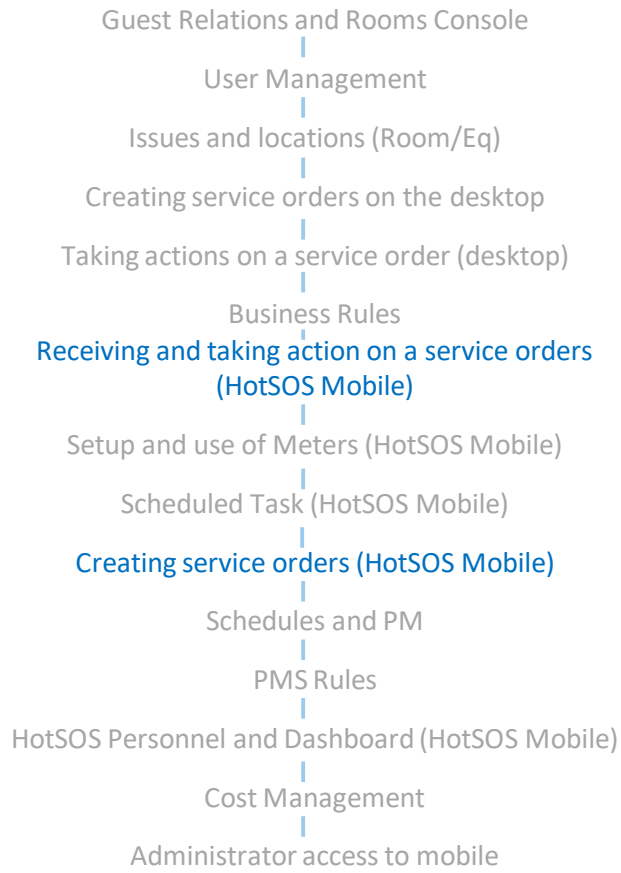 Guest Relations and Rooms Console
User Management
Issues and locations (Room/Eq)
Creating service orders on the desktop
Taking actions on a service order (desktop)
Business Rules
Receiving and taking action on a service orders
(HotSOS Mobile)
Setup and use of Meters (HotSOS Mobile)
Scheduled Task (HotSOS Mobile)
Creating service orders (HotSOS Mobile)
Schedules and PM
PMS Rules
HotSOS Personnel and Dashboard (HotSOS Mobile)
Cost Management
Administrator access to mobile